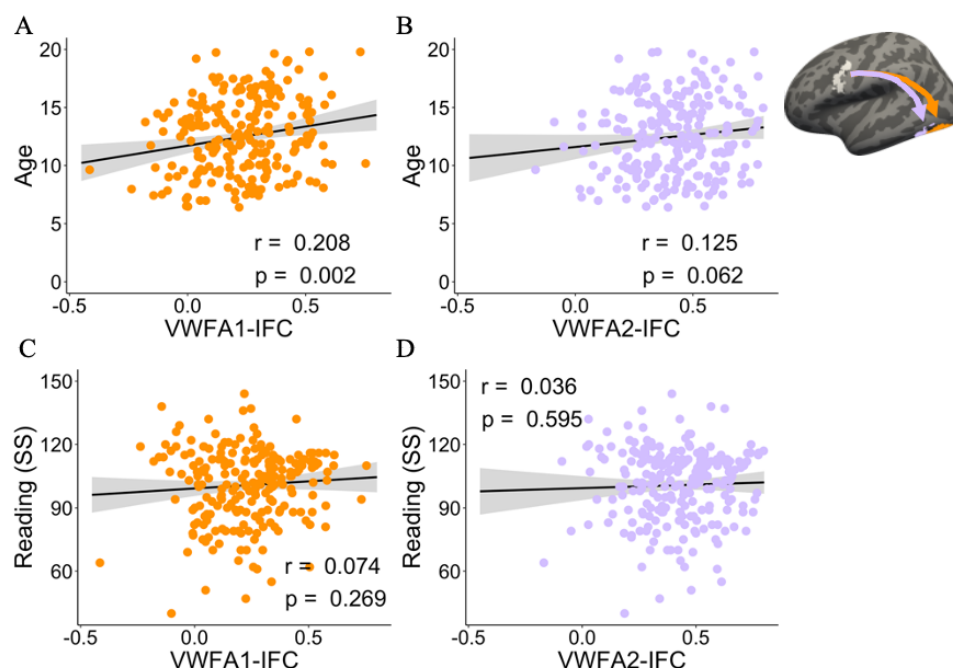 A
Age
20
15
10
5
0
r = 0.208
p = 0.002
-0.5
0.0
0.5
VWFA1-IFC
B
Age
20
15
10
5
0
r = 0.125
p = 0.062
-0.5
0.0
0.5
VWFA2-IFC
C
Reading (SS)
150
120
90
60
r = 0.074
p = 0.269
-0.5
0.0
0.5
VWFA1-IFC
D
Reading (SS)
150
120
90
60
r = 0.036
p = 0.595
-0.5
0.0
0.5
VWFA2-IFC